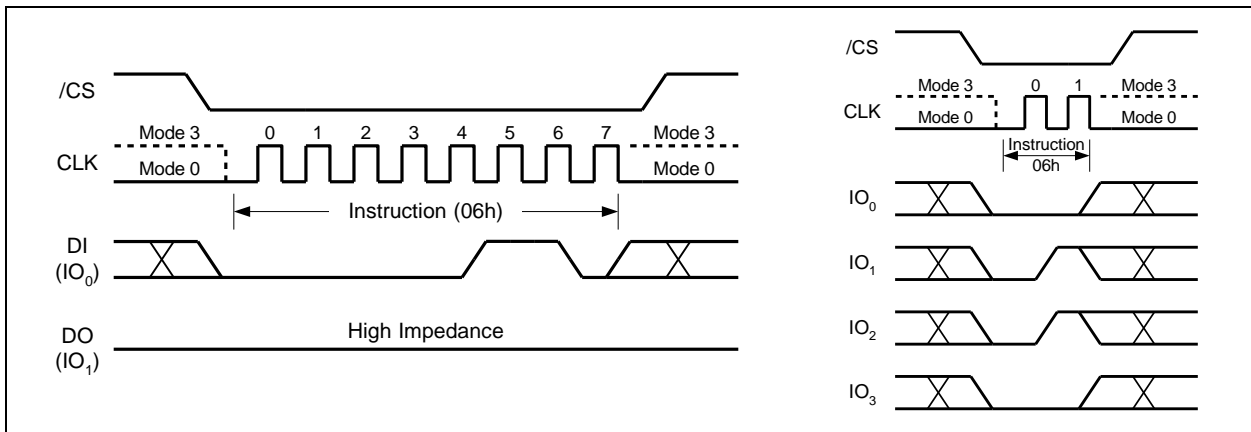 /CS
Mode 3 0 1 2 3 4 5 6 7 Mode 3
CLK Mode 0 Mode 0
Instruction (06h)
DI
(IO0)
DO
(IO1)
High Impedance
/CS
Mode 3 0 1 Mode 3
CLK Mode 0 Mode 0
Instruction
06h
IO0
IO1
IO2
IO3